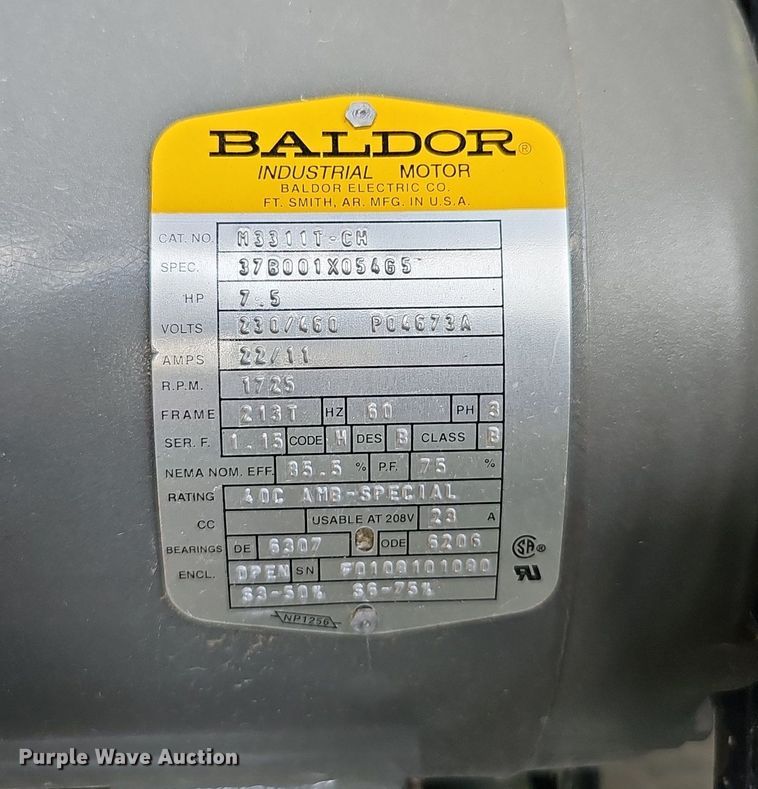 BALDOR®
INDUSTRIAL MOTOR
BALDOR ELECTRIC CO.
FT. SMITH, AR. MFG. IN U.S.A.
CAT. NO. M3311T-CH
SPEC. 37B001X054G5
HP 7.5
VOLTS 230/460 P04673A
AMPS 22/11
R.P.M. 1725
FRAME 213T HZ 60 PH 3
SER. F. 1.15 CODE H DES B CLASS B
NEMA NOM. EFF. 85.5 % P.F. 75 %
RATING 40C AMB-SPECIAL
CC USABLE AT 208V 23 A
BEARINGS DE 6307 ODE 6206
ENCL. OPEN SN F0108101080
S3-50% S6-75%
NP1256
SA®
Purple Wave Auction